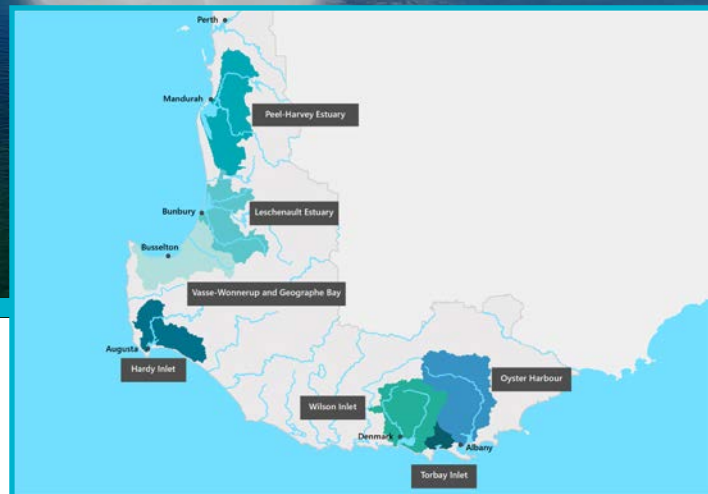 Perth
Mandurah
Peel-Harvey Estuary
Bunbury
Leschenault Estuary
Busselton
Vasse-Wonnerup and Geographe Bay
Augusta
Hardy Inlet
Oyster Harbour
Wilson Inlet
Denmark
Albany
Torbay Inlet